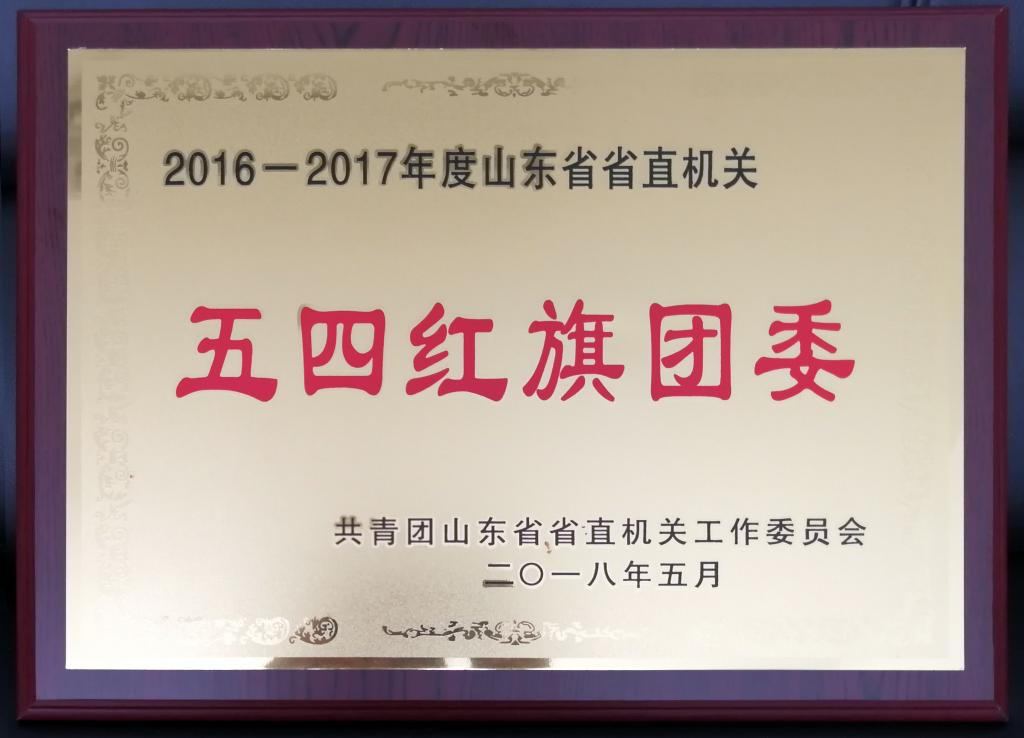 2016－2017年度山东省省直机关
五四红旗团委
共青团山东省省直机关工作委员会
二〇一八年五月